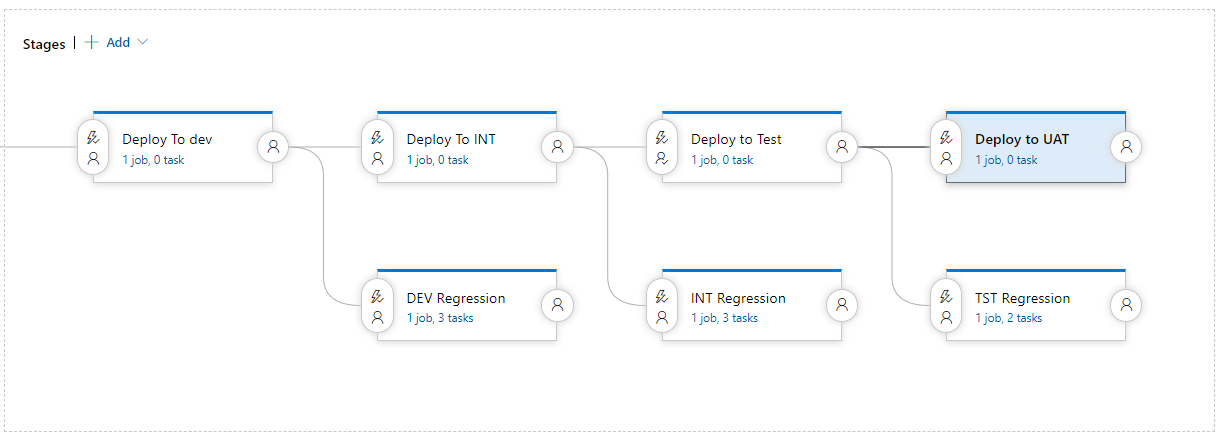 Stages | + Add
Deploy To dev
1 job, 0 task
Deploy To INT
1 job, 0 task
Deploy to Test
1 job, 0 task
Deploy to UAT
1 job, 0 task
DEV Regression
1 job, 3 tasks
INT Regression
1 job, 3 tasks
TST Regression
1 job, 2 tasks